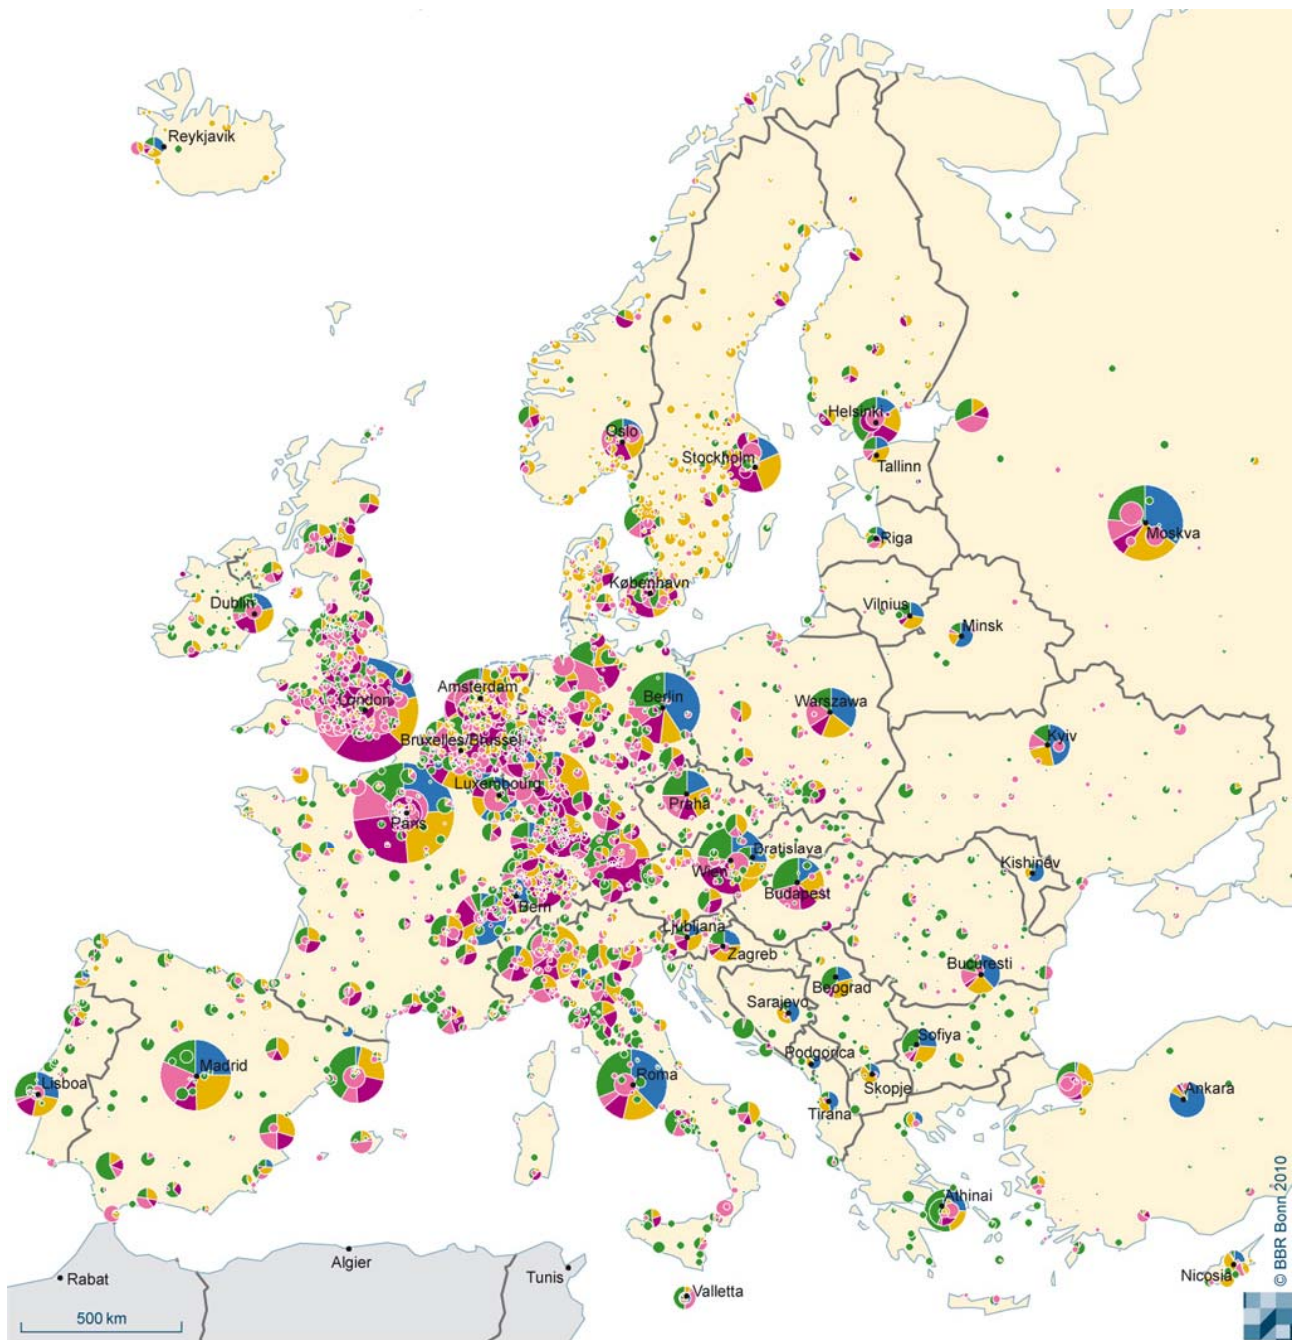 Reykjavik
Helsinki
Oslo
Stockholm
Tallinn
Moskva
Riga
København
Dublin
Vilnius
Minsk
Amsterdam
London
Berlin
Warszawa
Bruxelles/Brussel
Kyiv
Luxembourg
Praha
Paris
Bratislava
Kishinev
Wien
Budapest
Bern
Ljubljana
Zagreb
Bucuresti
Beograd
Sarajevo
Sofiya
Podgorica
Madrid
Roma
Skopje
Lisboa
Ankara
Tirana
Athinai
Algier
Nicosia
Rabat
Tunis
Valletta
500 km
© BBR Bonn 2010